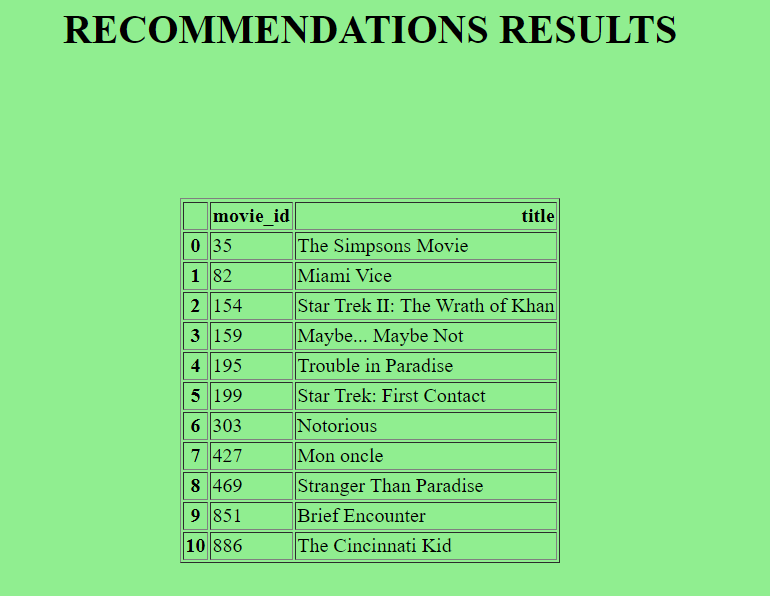 RECOMMENDATIONS RESULTS
movie_id title
0 35 The Simpsons Movie
1 82 Miami Vice
2 154 Star Trek II: The Wrath of Khan
3 159 Maybe... Maybe Not
4 195 Trouble in Paradise
5 199 Star Trek: First Contact
6 303 Notorious
7 427 Mon oncle
8 469 Stranger Than Paradise
9 851 Brief Encounter
10 886 The Cincinnati Kid